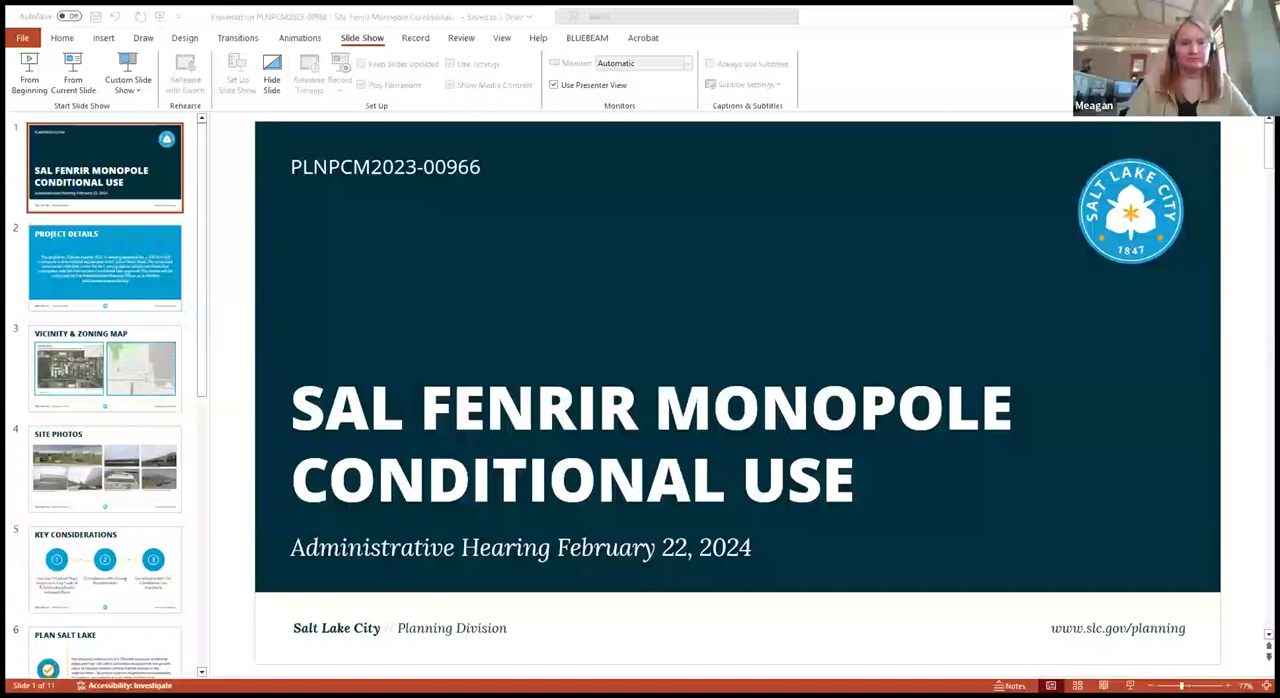 AutoSave Off
Presentation PLNPCM2023-00966 | SAL Fenrir Monopole Conditional... - Saved to I: Drive
File Home Insert Draw Design Transitions Animations Slide Show Record Review View Help BLUEBEAM Acrobat
From Beginning
From Current Slide
Custom Slide Show
Start Slide Show
Rehearse with Coach
Rehearse
Set Up Slide Show
Hide Slide
Rehearse Timings
Record
Keep Slides Updated
Play Narrations
Use Timings
Show Media Controls
Set Up
Monitor: Automatic
Use Presenter View
Monitors
Always Use Subtitles
Subtitle Settings
Captions & Subtitles
Meagan
1
SAL FENRIR MONOPOLE
CONDITIONAL USE
2
PROJECT DETAILS
3
VICINITY & ZONING MAP
4
SITE PHOTOS
5
KEY CONSIDERATIONS
1 2 3
6
PLAN SALT LAKE
PLNPCM2023-00966
SALT LAKE CITY
1847
SAL FENRIR MONOPOLE
CONDITIONAL USE
Administrative Hearing February 22, 2024
Salt Lake City // Planning Division
www.slc.gov/planning
Slide 1 of 11
Accessibility: Investigate
Notes
77%